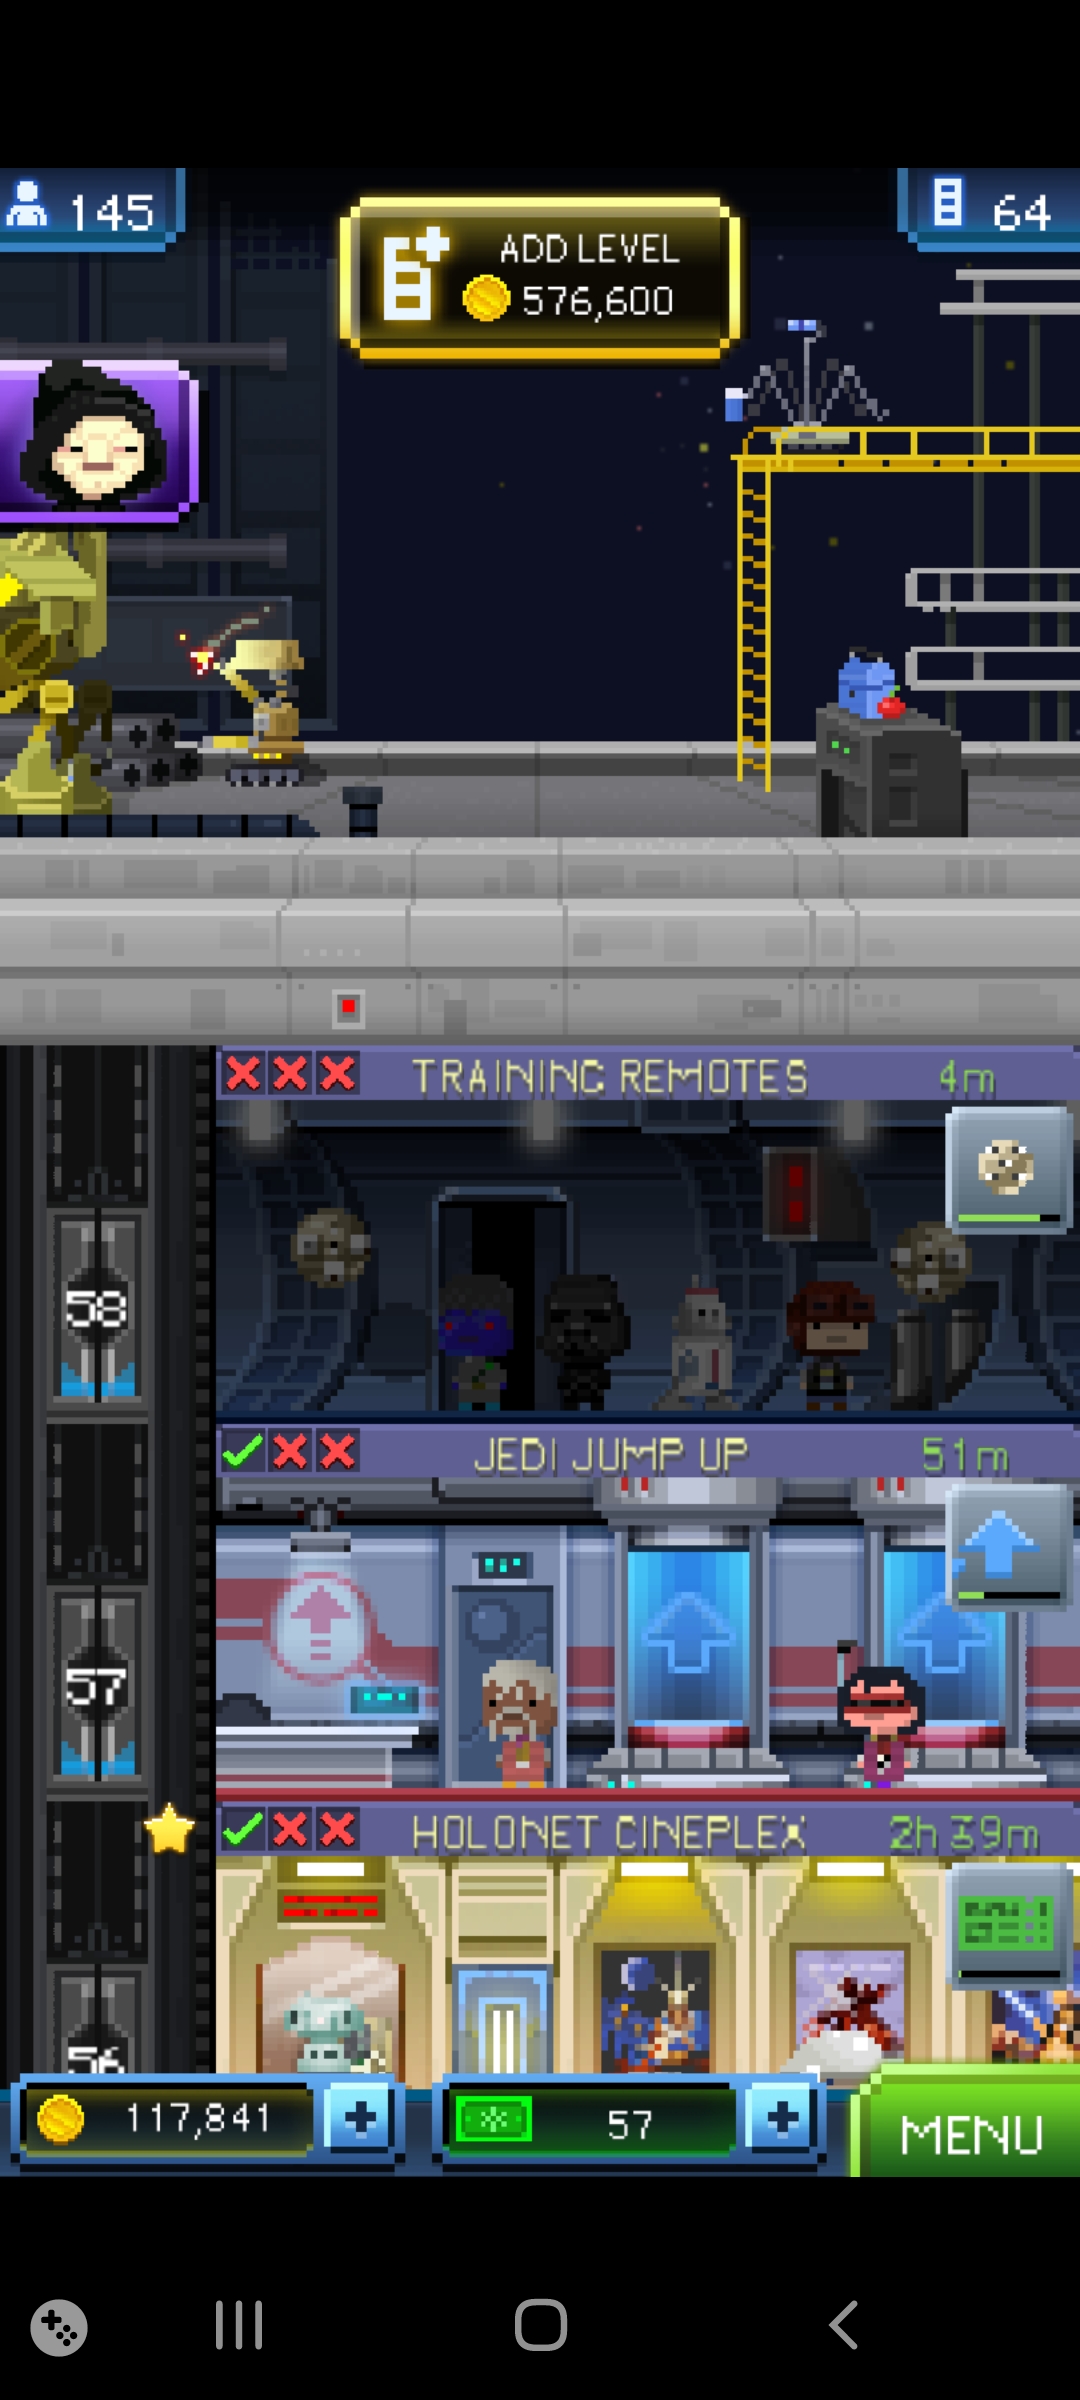 145
ADD LEVEL
576,600
64
TRAINING REMOTES 4m
58
JEDI JUMP UP 51m
57
HOLONET CINEPLEX 2h 39m
56
117,841
57
MENU